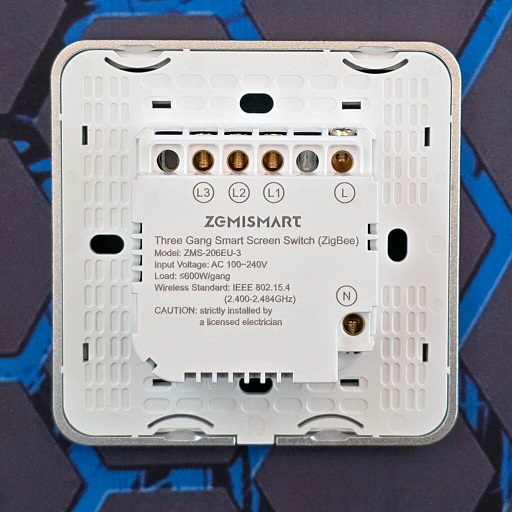 L3 L2 L1 L
ZEMISMART
Three Gang Smart Screen Switch (ZigBee)
Model: ZMS-206EU-3
Input Voltage: AC 100~240V
Load: ≤600W/gang
Wireless Standard: IEEE 802.15.4
(2.400-2.484GHz)
N
CAUTION: strictly installed by
a licensed electrician